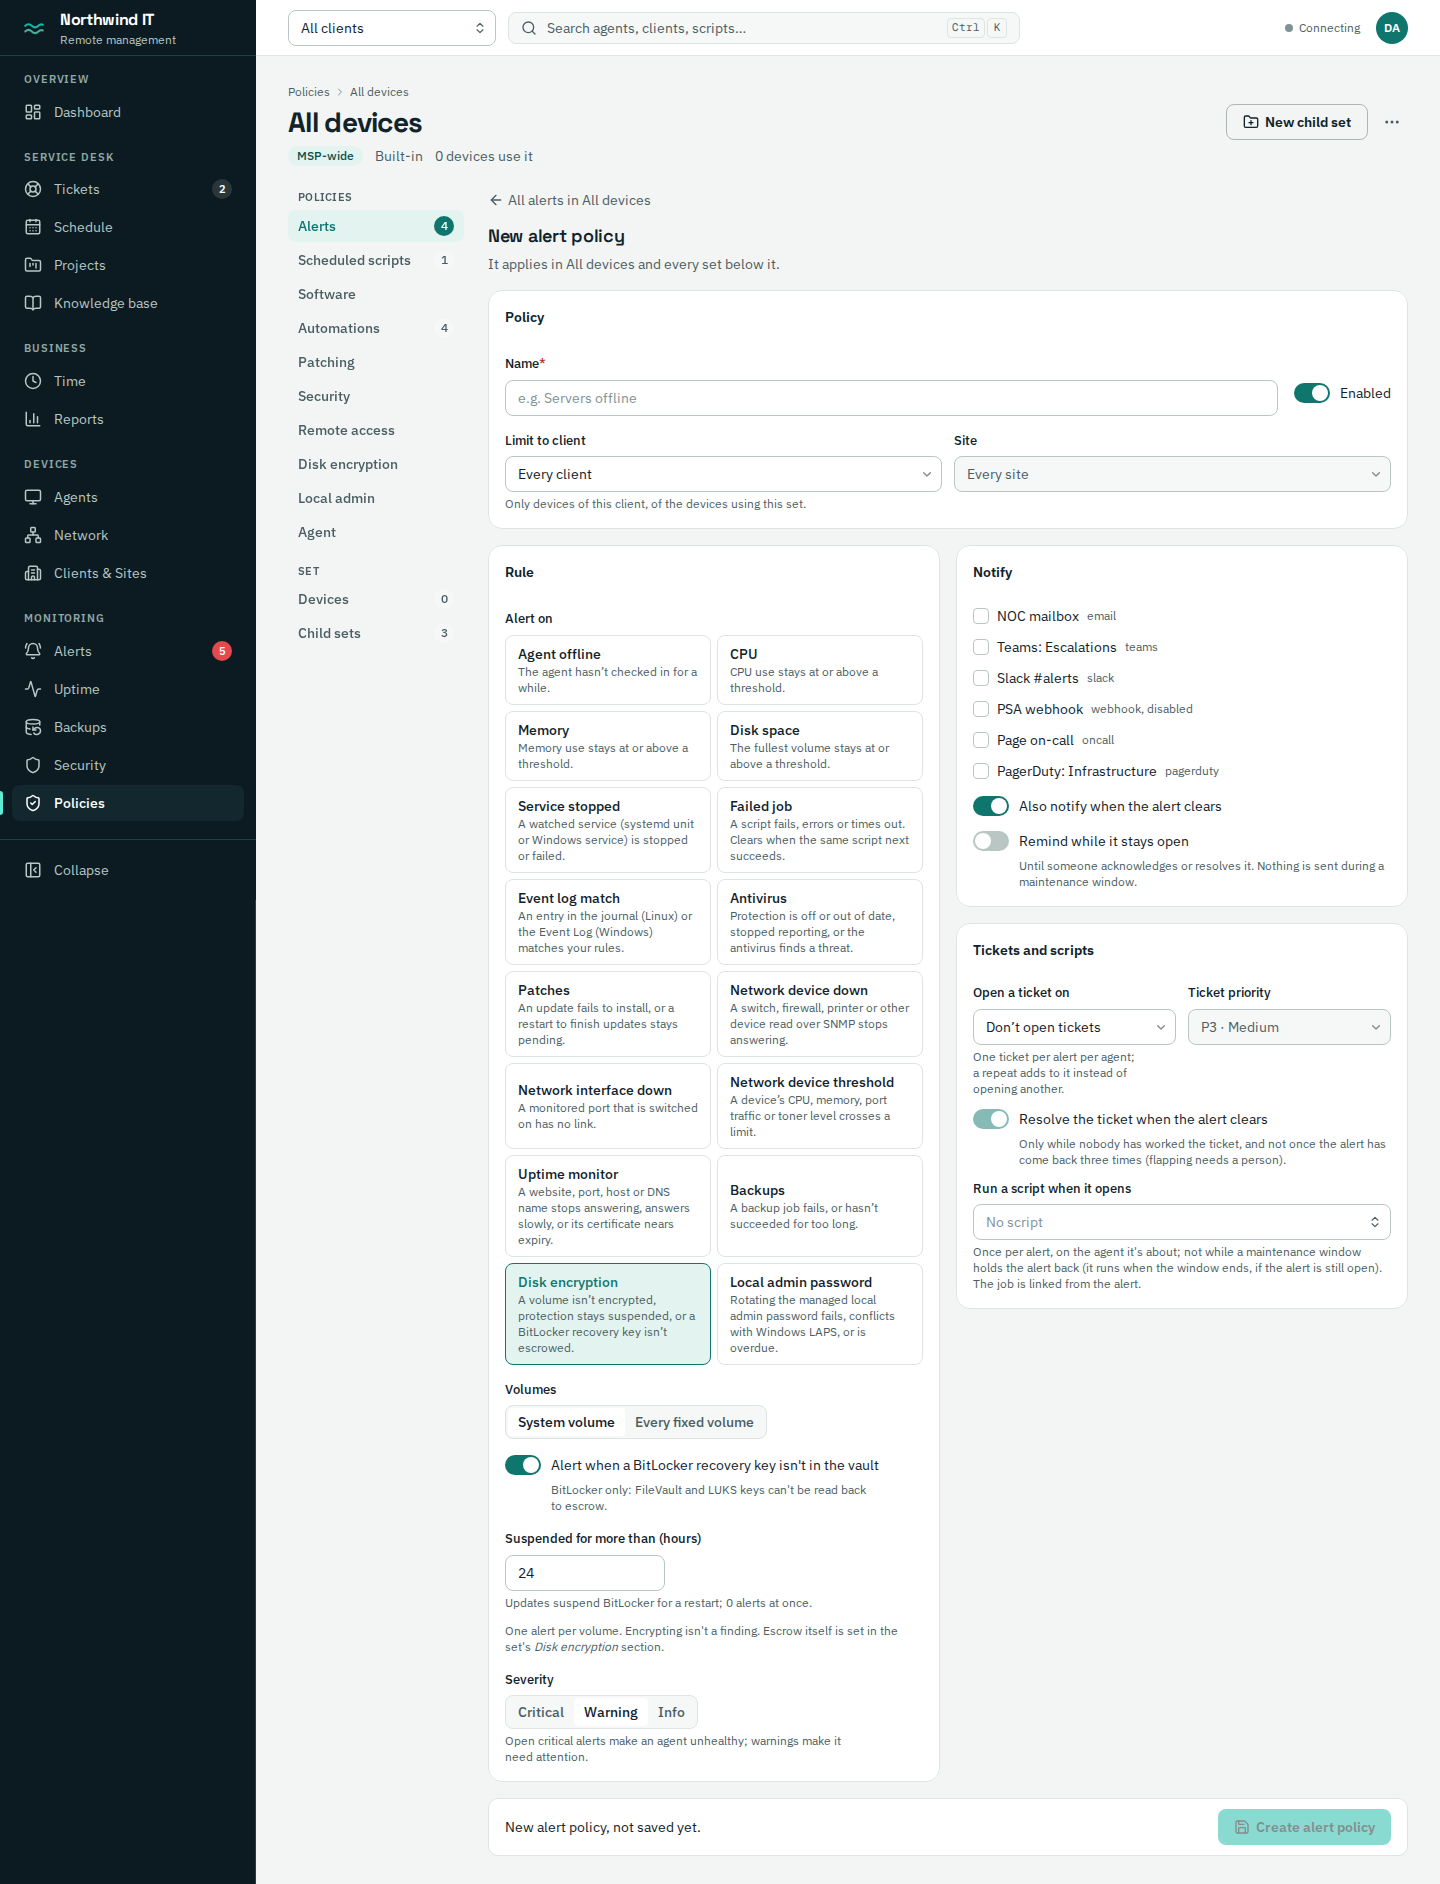 Northwind IT
Remote management
All clients
Search agents, clients, scripts...
Ctrl K
Connecting
DA
OVERVIEW
Dashboard
SERVICE DESK
Tickets 2
Schedule
Projects
Knowledge base
BUSINESS
Time
Reports
DEVICES
Agents
Network
Clients & Sites
MONITORING
Alerts 5
Uptime
Backups
Security
Policies
Collapse
Policies > All devices
All devices
MSP-wide Built-in 0 devices use it
New child set
POLICIES
Alerts 4
Scheduled scripts 1
Software
Automations 4
Patching
Security
Remote access
Disk encryption
Local admin
Agent
SET
Devices 0
Child sets 3
All alerts in All devices
New alert policy
It applies in All devices and every set below it.
Policy
Name*
e.g. Servers offline
Enabled
Limit to client
Every client
Only devices of this client, of the devices using this set.
Site
Every site
Rule
Alert on
Agent offline
The agent hasn’t checked in for a
while.
CPU
CPU use stays at or above a
threshold.
Memory
Memory use stays at or above a
threshold.
Disk space
The fullest volume stays at or
above a threshold.
Service stopped
A watched service (systemd unit
or Windows service) is stopped
or failed.
Failed job
A script fails, errors or times out.
Clears when the same script next
succeeds.
Event log match
An entry in the journal (Linux) or
the Event Log (Windows)
matches your rules.
Antivirus
Protection is off or out of date,
stopped reporting, or the
antivirus finds a threat.
Patches
An update fails to install, or a
restart to finish updates stays
pending.
Network device down
A switch, firewall, printer or other
device read over SNMP stops
answering.
Network interface down
A monitored port that is switched
on has no link.
Network device threshold
A device’s CPU, memory, port
traffic or toner level crosses a
limit.
Uptime monitor
A website, port, host or DNS
name stops answering, answers
slowly, or its certificate nears
expiry.
Backups
A backup job fails, or hasn’t
succeeded for too long.
Disk encryption
A volume isn’t encrypted,
protection stays suspended, or a
BitLocker recovery key isn’t
escrowed.
Local admin password
Rotating the managed local
admin password fails, conflicts
with Windows LAPS, or is
overdue.
Volumes
System volume Every fixed volume
Alert when a BitLocker recovery key isn't in the vault
BitLocker only: FileVault and LUKS keys can't be read back
to escrow.
Suspended for more than (hours)
24
Updates suspend BitLocker for a restart; 0 alerts at once.
One alert per volume. Encrypting isn't a finding. Escrow itself is set in the
set's Disk encryption section.
Severity
Critical Warning Info
Open critical alerts make an agent unhealthy; warnings make it
need attention.
Notify
NOC mailbox email
Teams: Escalations teams
Slack #alerts slack
PSA webhook webhook, disabled
Page on-call oncall
PagerDuty: Infrastructure pagerduty
Also notify when the alert clears
Remind while it stays open
Until someone acknowledges or resolves it. Nothing is sent during a
maintenance window.
Tickets and scripts
Open a ticket on
Don’t open tickets
One ticket per alert per agent;
a repeat adds to it instead of
opening another.
Ticket priority
P3 · Medium
Resolve the ticket when the alert clears
Only while nobody has worked the ticket, and not once the alert has
come back three times (flapping needs a person).
Run a script when it opens
No script
Once per alert, on the agent it's about; not while a maintenance window
holds the alert back (it runs when the window ends, if the alert is still open).
The job is linked from the alert.
New alert policy, not saved yet.
Create alert policy